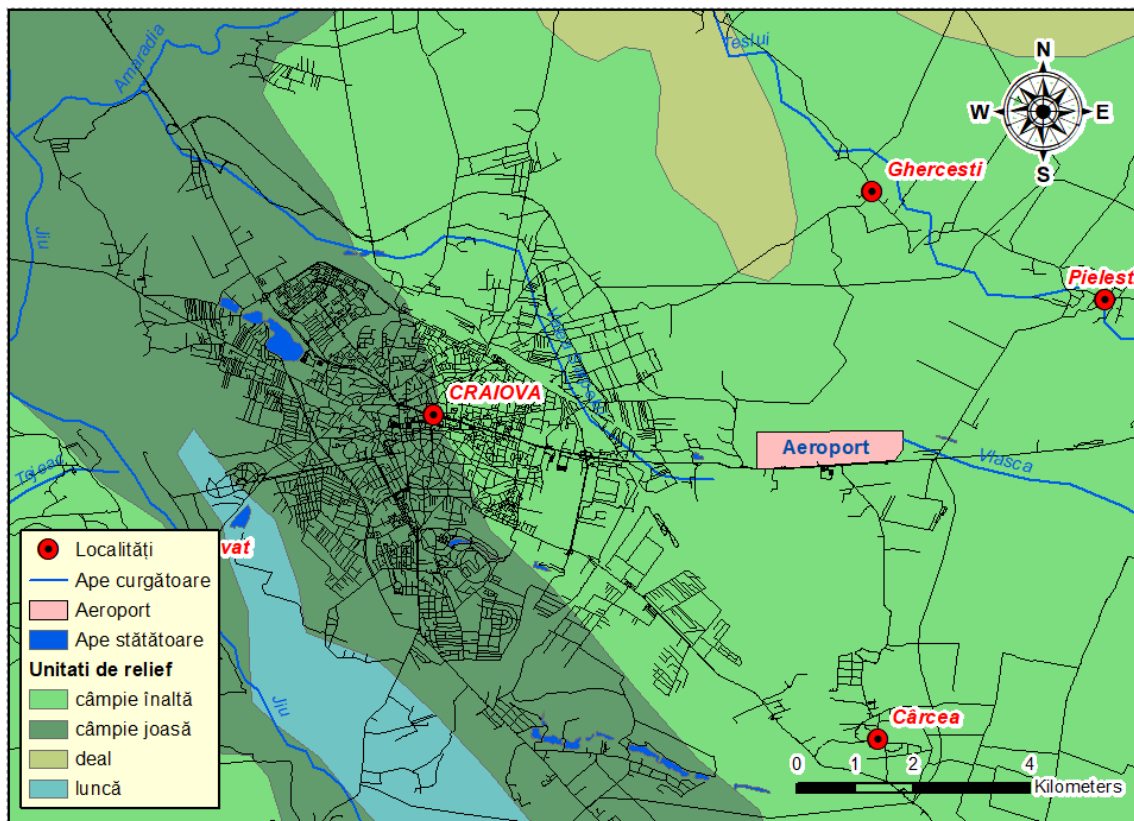 Amaradia
Teslui
N
W
E
S
Ghercesti
Jiu
Pielest
CRAIOVA
Aeroport
Vlasca
vat
Localități
Ape curgătoare
Aeroport
Ape stătătoare
Unitati de relief
câmpie înaltă
câmpie joasă
deal
luncă
Jiu
Cârcea
0 1 2 4
Kilometers